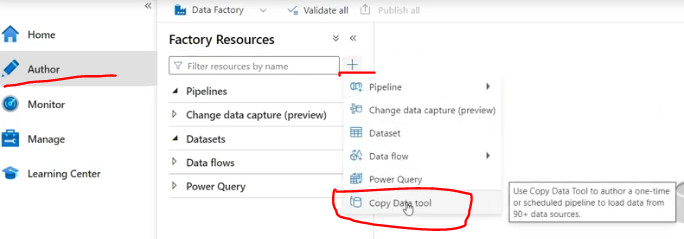 Data Factory
Validate all
Publish all
Home
Author
Monitor
Manage
Learning Center
Factory Resources
Filter resources by name
Pipelines
Change data capture (preview)
Datasets
Data flows
Power Query
Pipeline
Change data capture (preview)
Dataset
Data flow
Power Query
Copy Data tool
Use Copy Data Tool to author a one-time
or scheduled pipeline to load data from
90+ data sources.